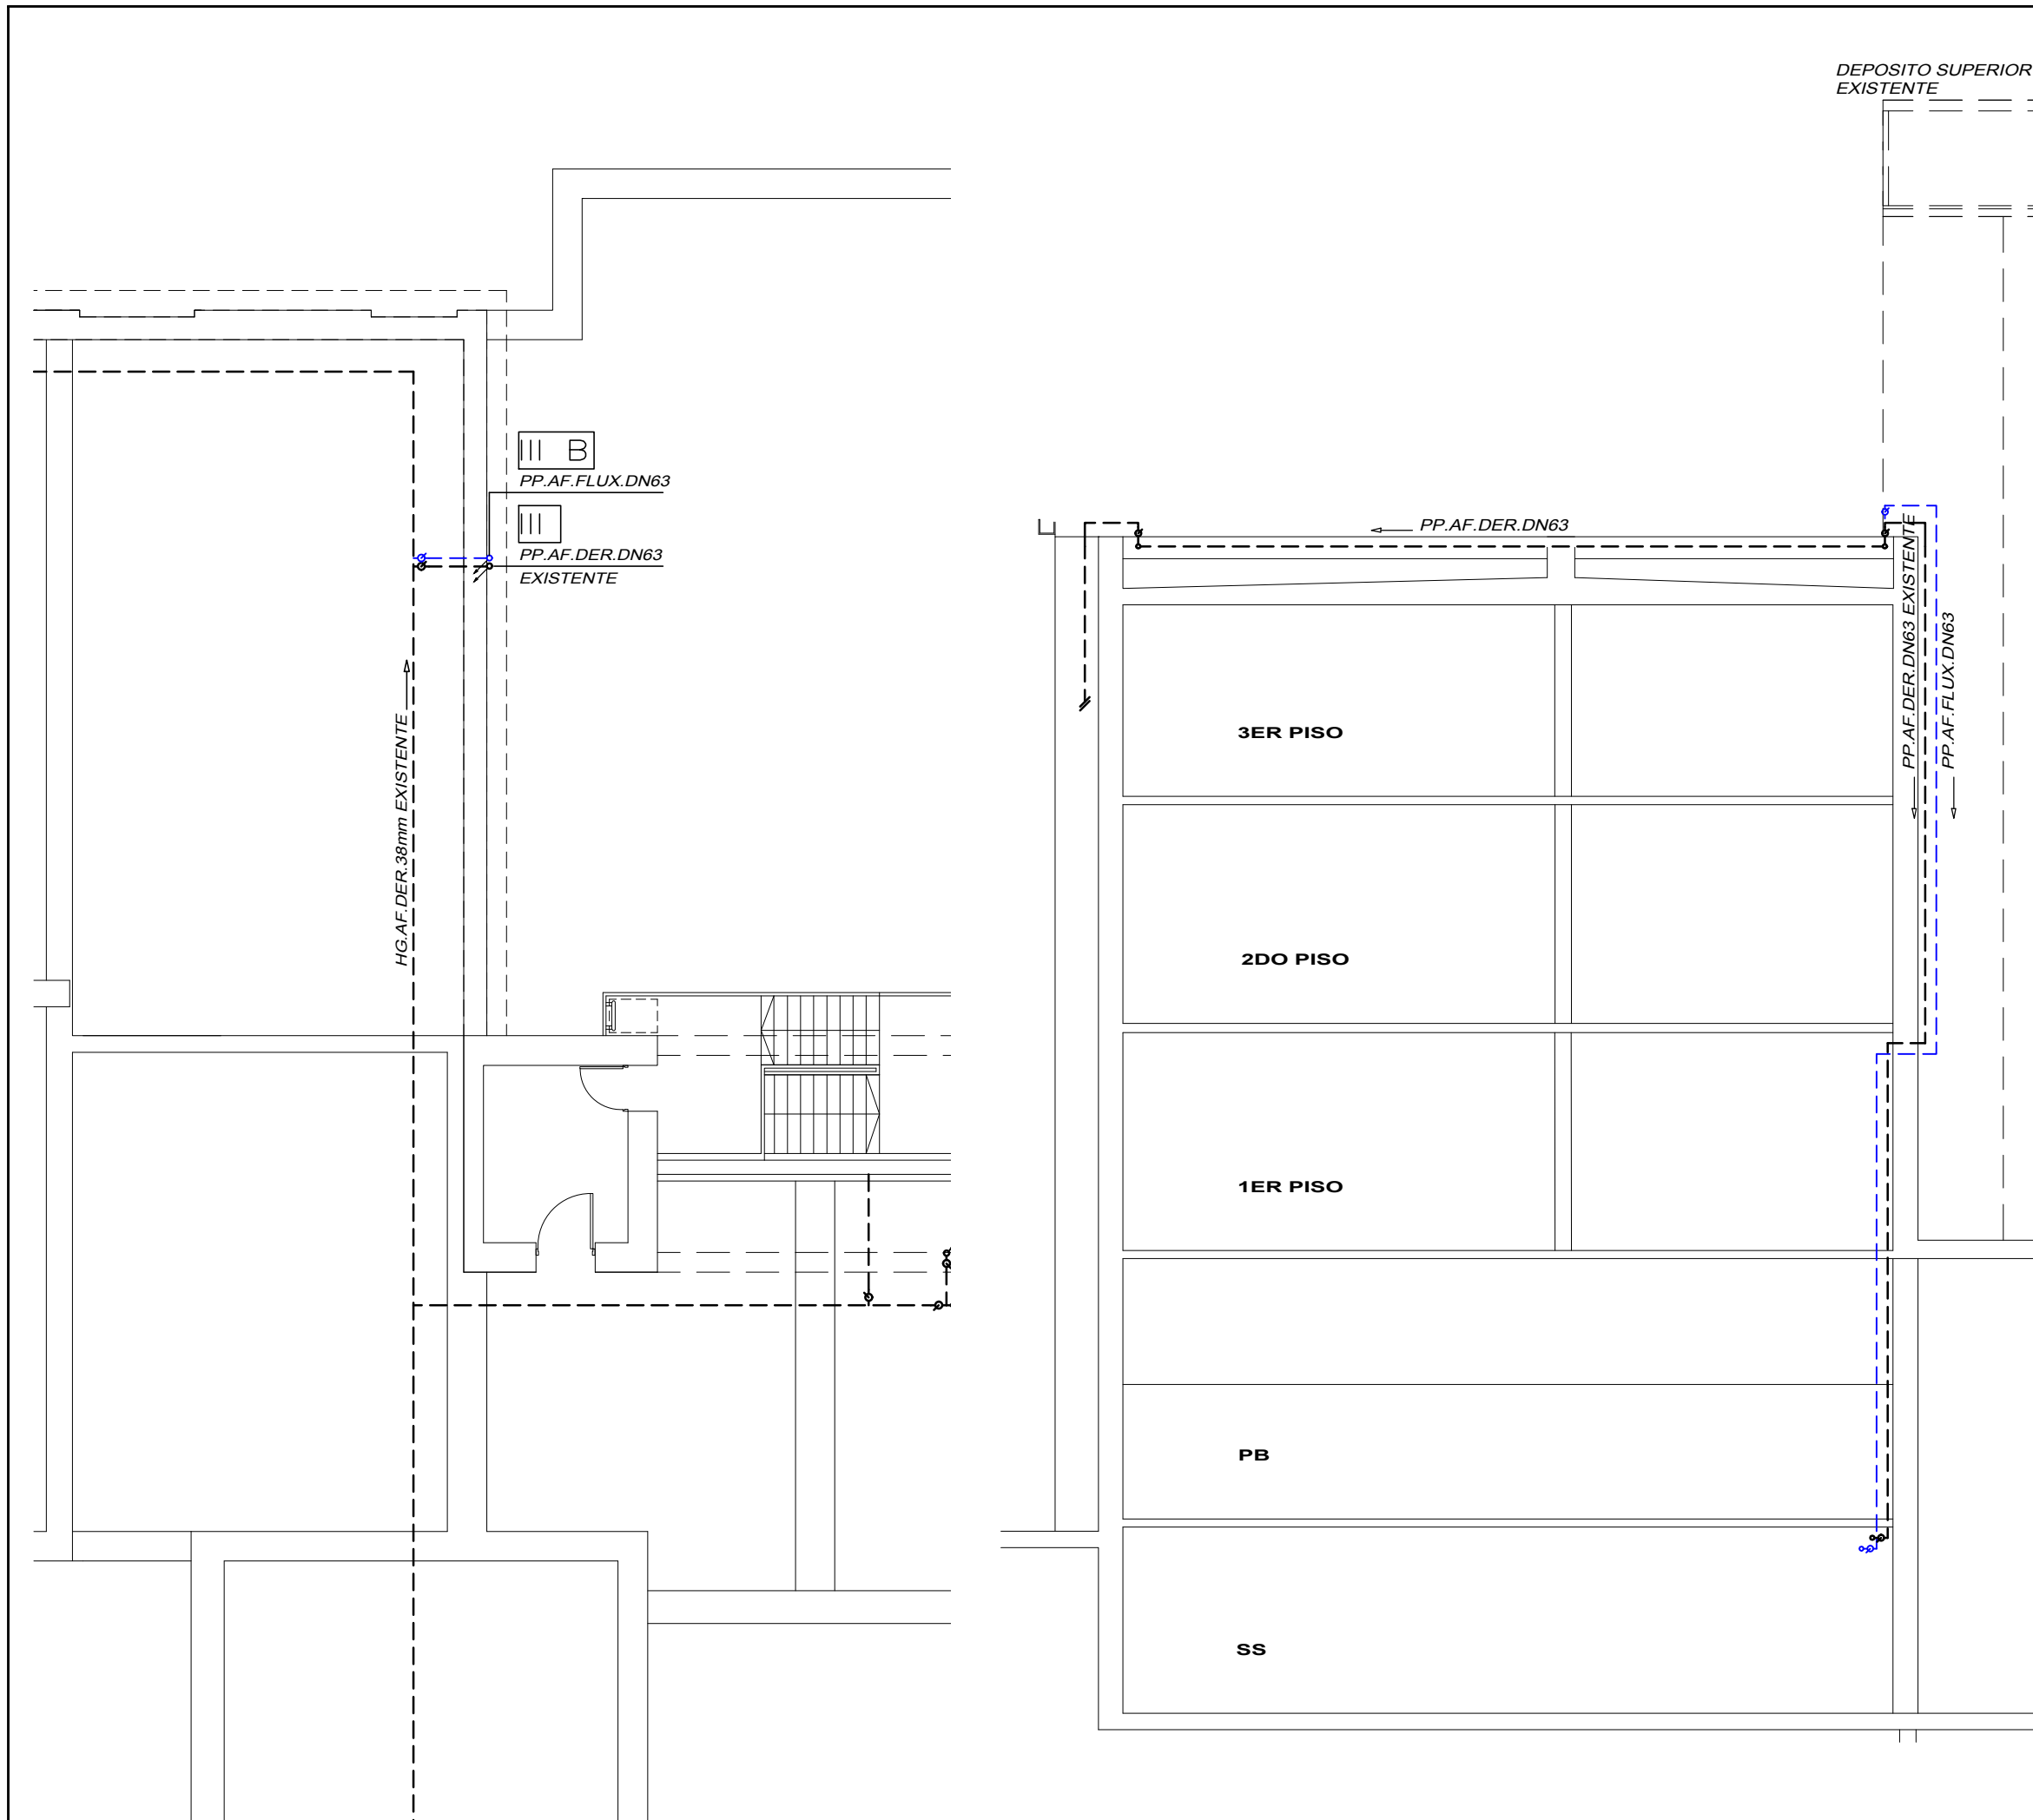 DEPOSITO SUPERIOR
EXISTENTE
III B
PP.AF.FLUX.DN63
III
PP.AF.DER.DN63
EXISTENTE
HG.AF.DER.38mm EXISTENTE
PP.AF.DER.DN63
PP.AF.DER.DN63 EXISTENTE
PP.AF.FLUX.DN63
3ER PISO
2DO PISO
1ER PISO
PB
SS